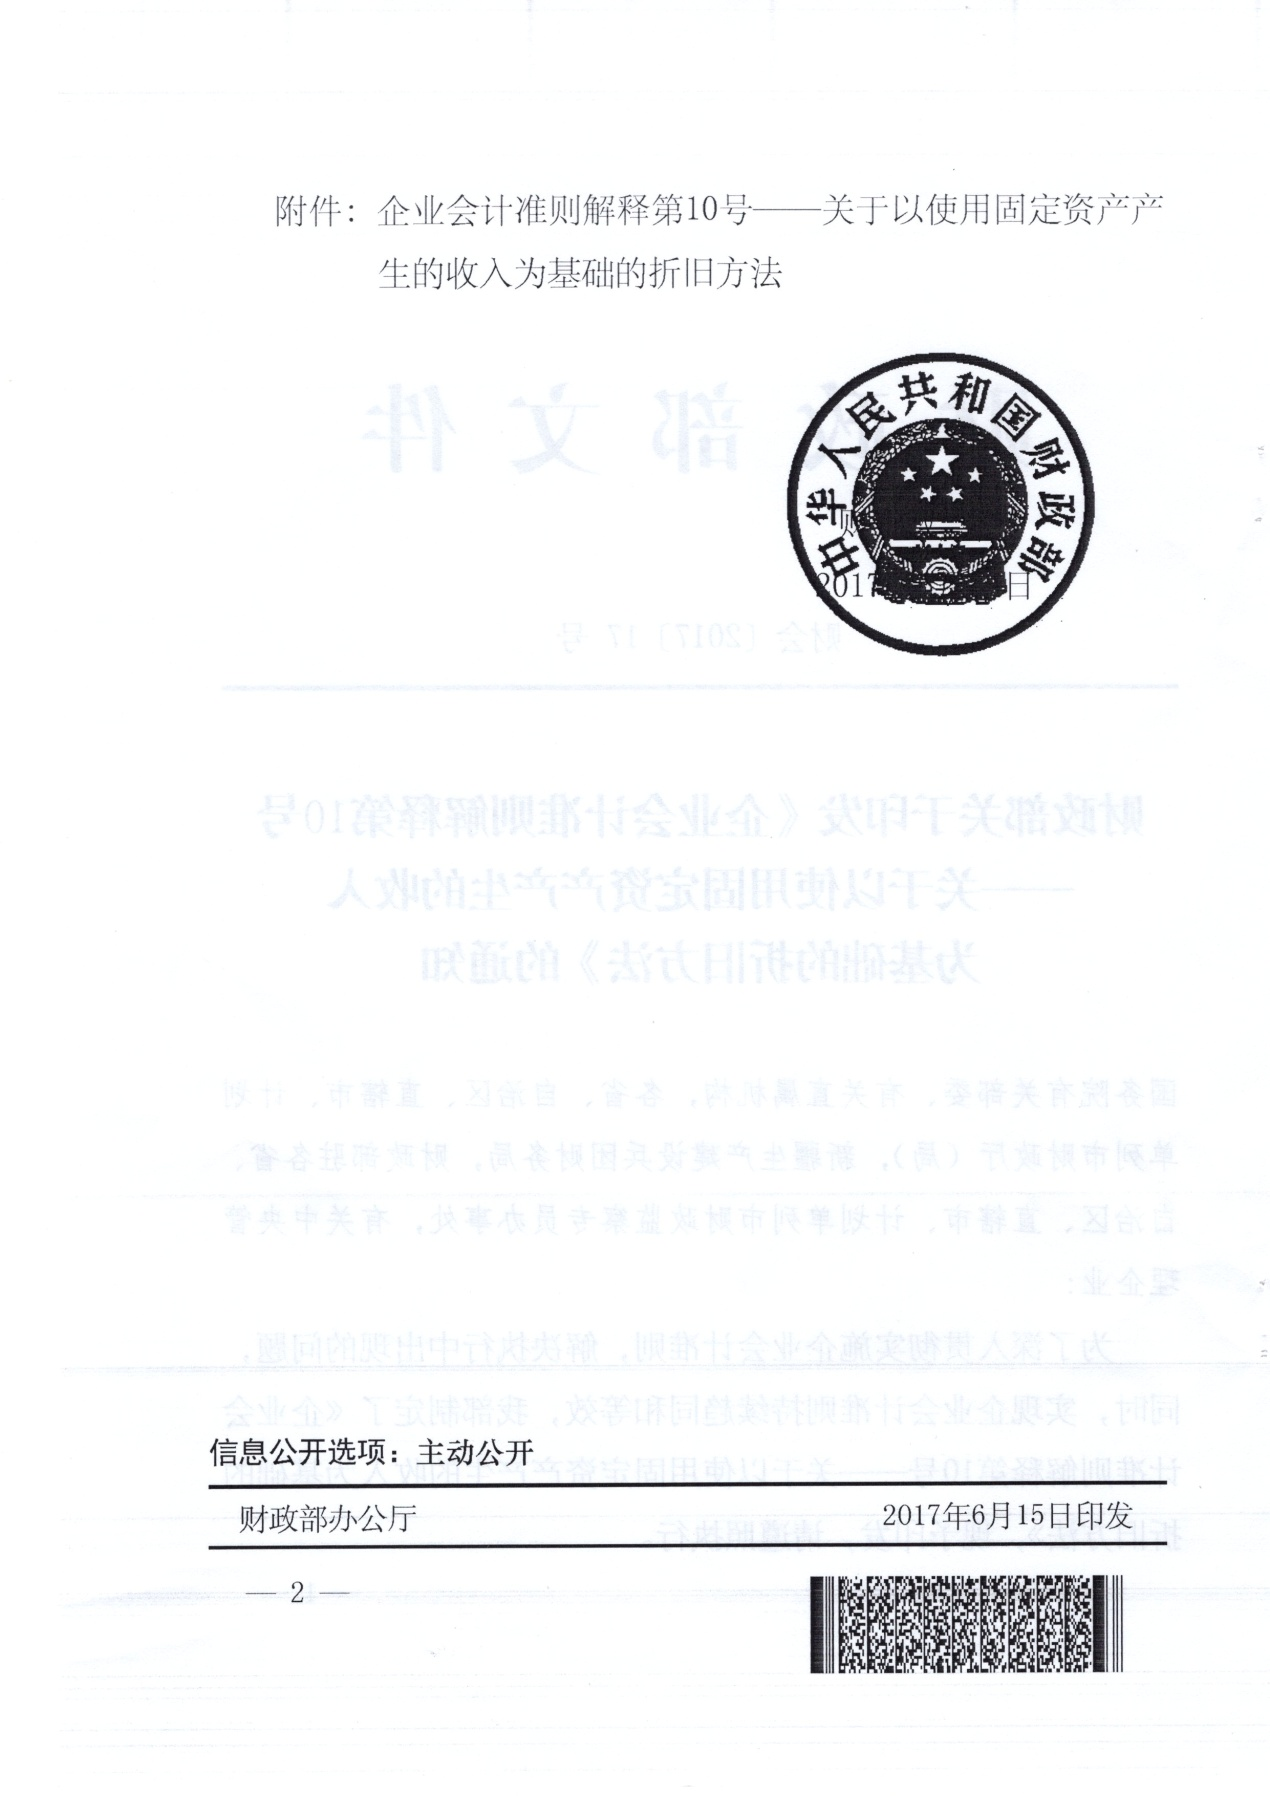 附件：企业会计准则解释第10号——关于以使用固定资产产
生的收入为基础的折旧方法
中华人民共和国财政部
2017
日
财会〔2017〕17 号
财政部关于印发《企业会计准则解释第10号
——关于以使用固定资产产生的收入
为基础的折旧方法》的通知
国务院有关部委、有关直属机构，各省、自治区、直辖市、计划
单列市财政厅（局），新疆生产建设兵团财务局，财政部驻各省、
自治区、直辖市、计划单列市财政监察专员办事处，有关中央管
理企业：
为了深入贯彻实施企业会计准则，解决执行中出现的问题，
同时，实现企业会计准则持续趋同和等效，我部制定了《企业会
信息公开选项：主动公开
财政部办公厅 2017年6月15日印发
— 2 —